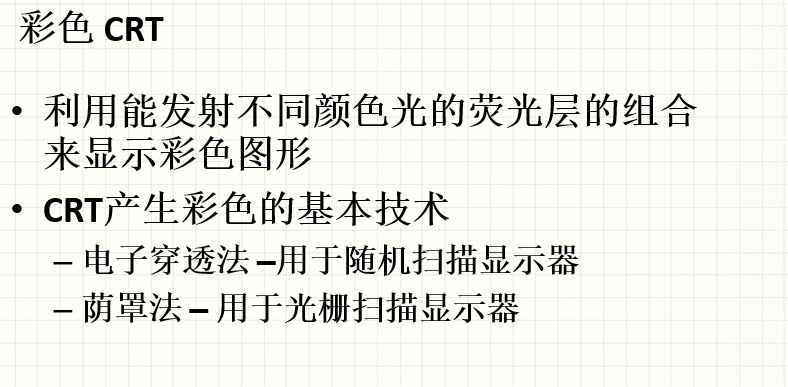 彩色 CRT
• 利用能发射不同颜色光的荧光层的组合
来显示彩色图形
• CRT产生彩色的基本技术
– 电子穿透法 –用于随机扫描显示器
– 荫罩法 – 用于光栅扫描显示器